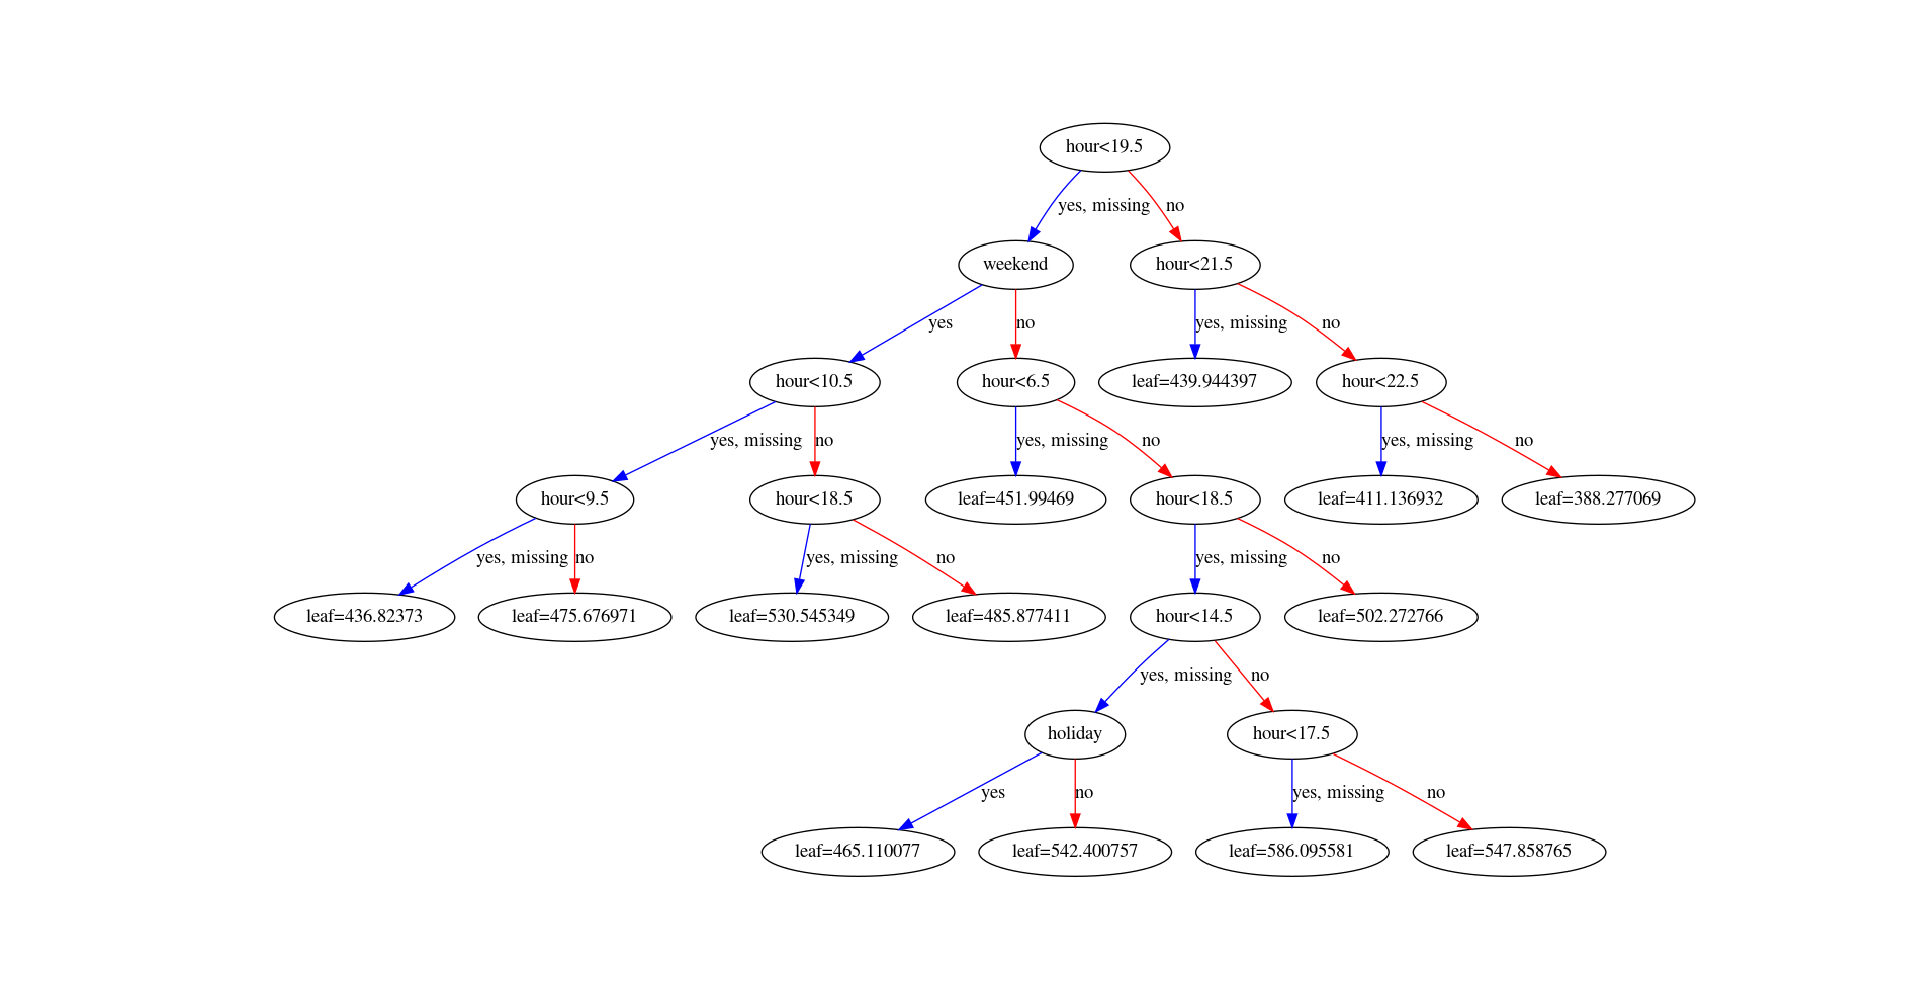 hour<19.5
yes, missing
no
weekend
hour<21.5
yes
no
yes, missing
no
hour<10.5
hour<6.5
leaf=439.944397
hour<22.5
yes, missing
no
yes, missing
no
yes, missing
no
hour<9.5
hour<18.5
leaf=451.99469
hour<18.5
leaf=411.136932
leaf=388.277069
yes, missing
no
yes, missing
no
yes, missing
no
leaf=436.82373
leaf=475.676971
leaf=530.545349
leaf=485.877411
hour<14.5
leaf=502.272766
yes, missing
no
holiday
hour<17.5
yes
no
yes, missing
no
leaf=465.110077
leaf=542.400757
leaf=586.095581
leaf=547.858765